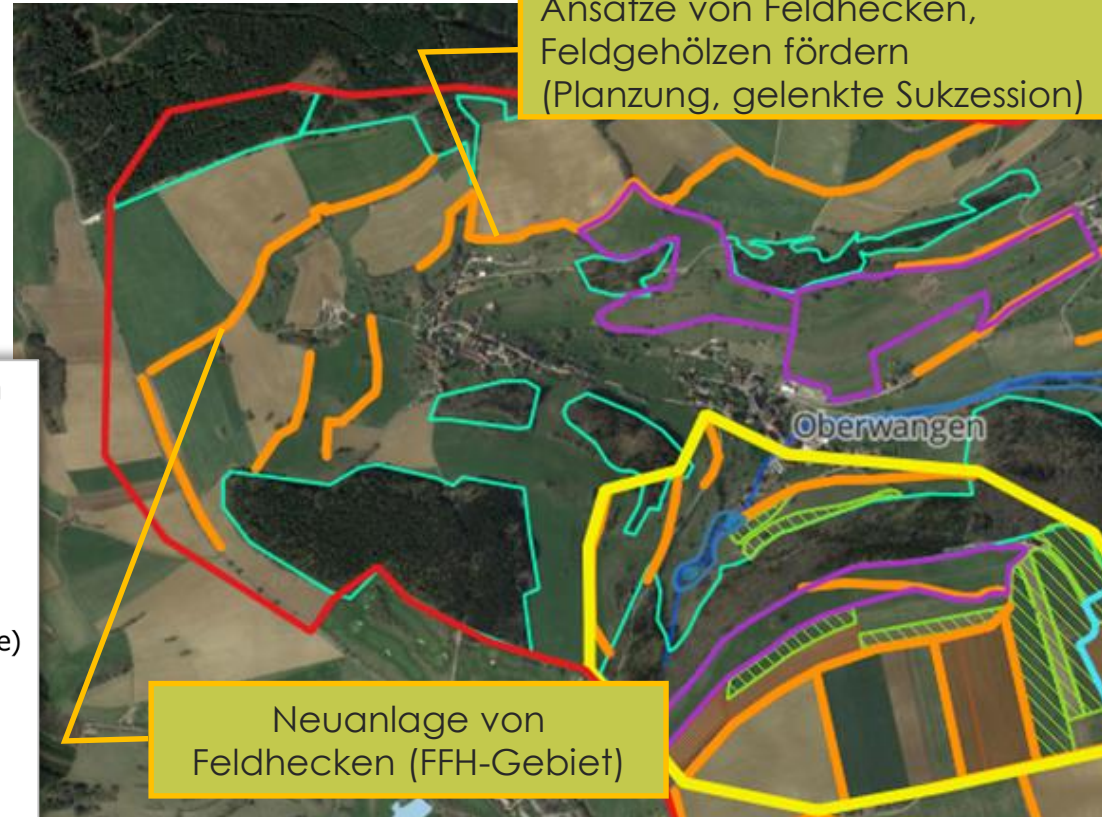 Ansätze von Feldhecken,
Feldgehölzen fördern
(Planzung, gelenkte Sukzession)
Oberwangen
e)
Neuanlage von
Feldhecken (FFH-Gebiet)